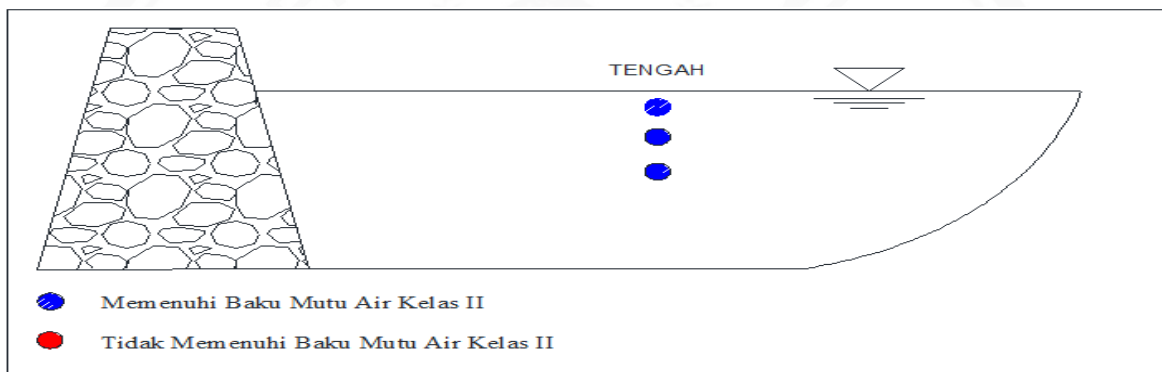 TENGAH
Memenuhi Baku Mutu Air Kelas II
Tidak Memenuhi Baku Mutu Air Kelas II